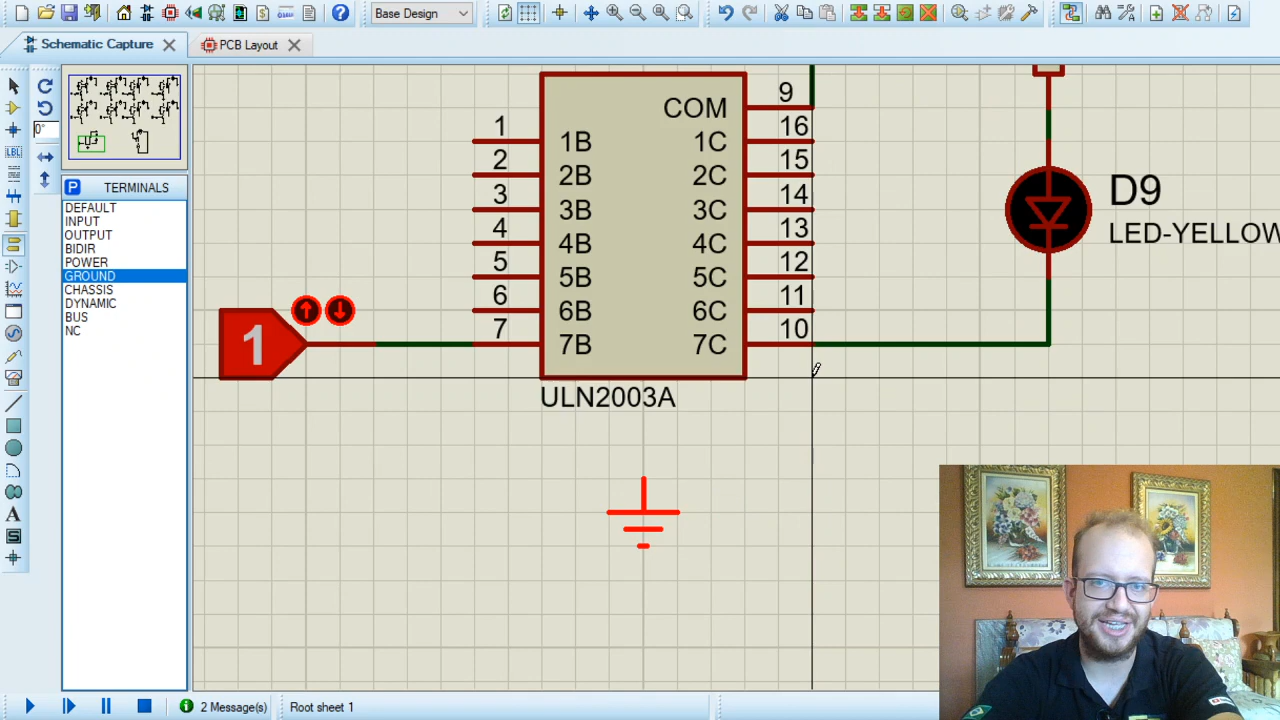 Base Design
Schematic Capture
PCB Layout
0°
LBL
P TERMINALS
DEFAULT
INPUT
OUTPUT
BIDIR
POWER
GROUND
CHASSIS
DYNAMIC
BUS
NC
A
S
COM 9
1 1B 1C 16
2 2B 2C 15
3 3B 3C 14
4 4B 4C 13
5 5B 5C 12
6 6B 6C 11
7 7B 7C 10
1
ULN2003A
D9
LED-YELLOW
2 Message(s)
Root sheet 1